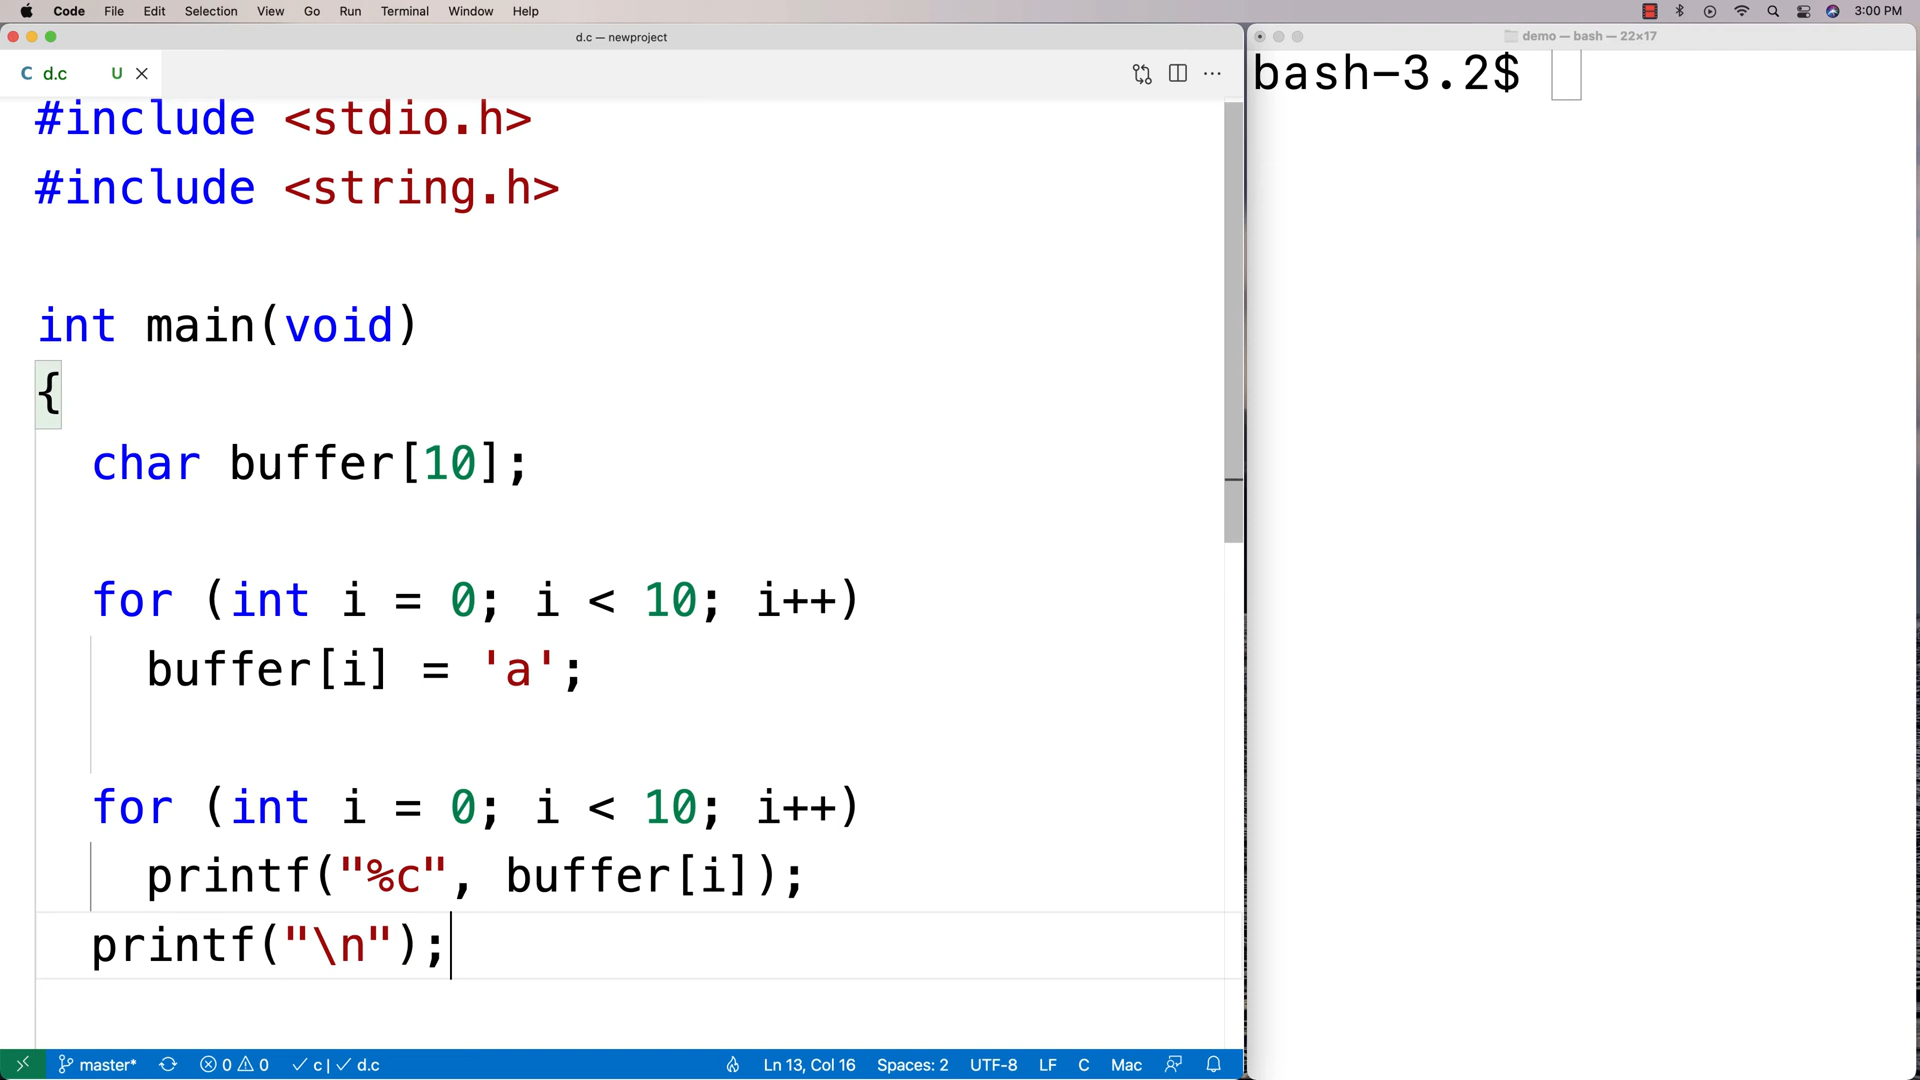 Code File Edit Selection View Go Run Terminal Window Help 3:00 PM
d.c — newproject
demo — bash — 22×17
C d.c U
bash-3.2$
#include <stdio.h>
#include <string.h>
int main(void)
{
char buffer[10];
for (int i = 0; i < 10; i++)
buffer[i] = 'a';
for (int i = 0; i < 10; i++)
printf("%c", buffer[i]);
printf("\n");
master* 0 0 c | d.c Ln 13, Col 16 Spaces: 2 UTF-8 LF C Mac